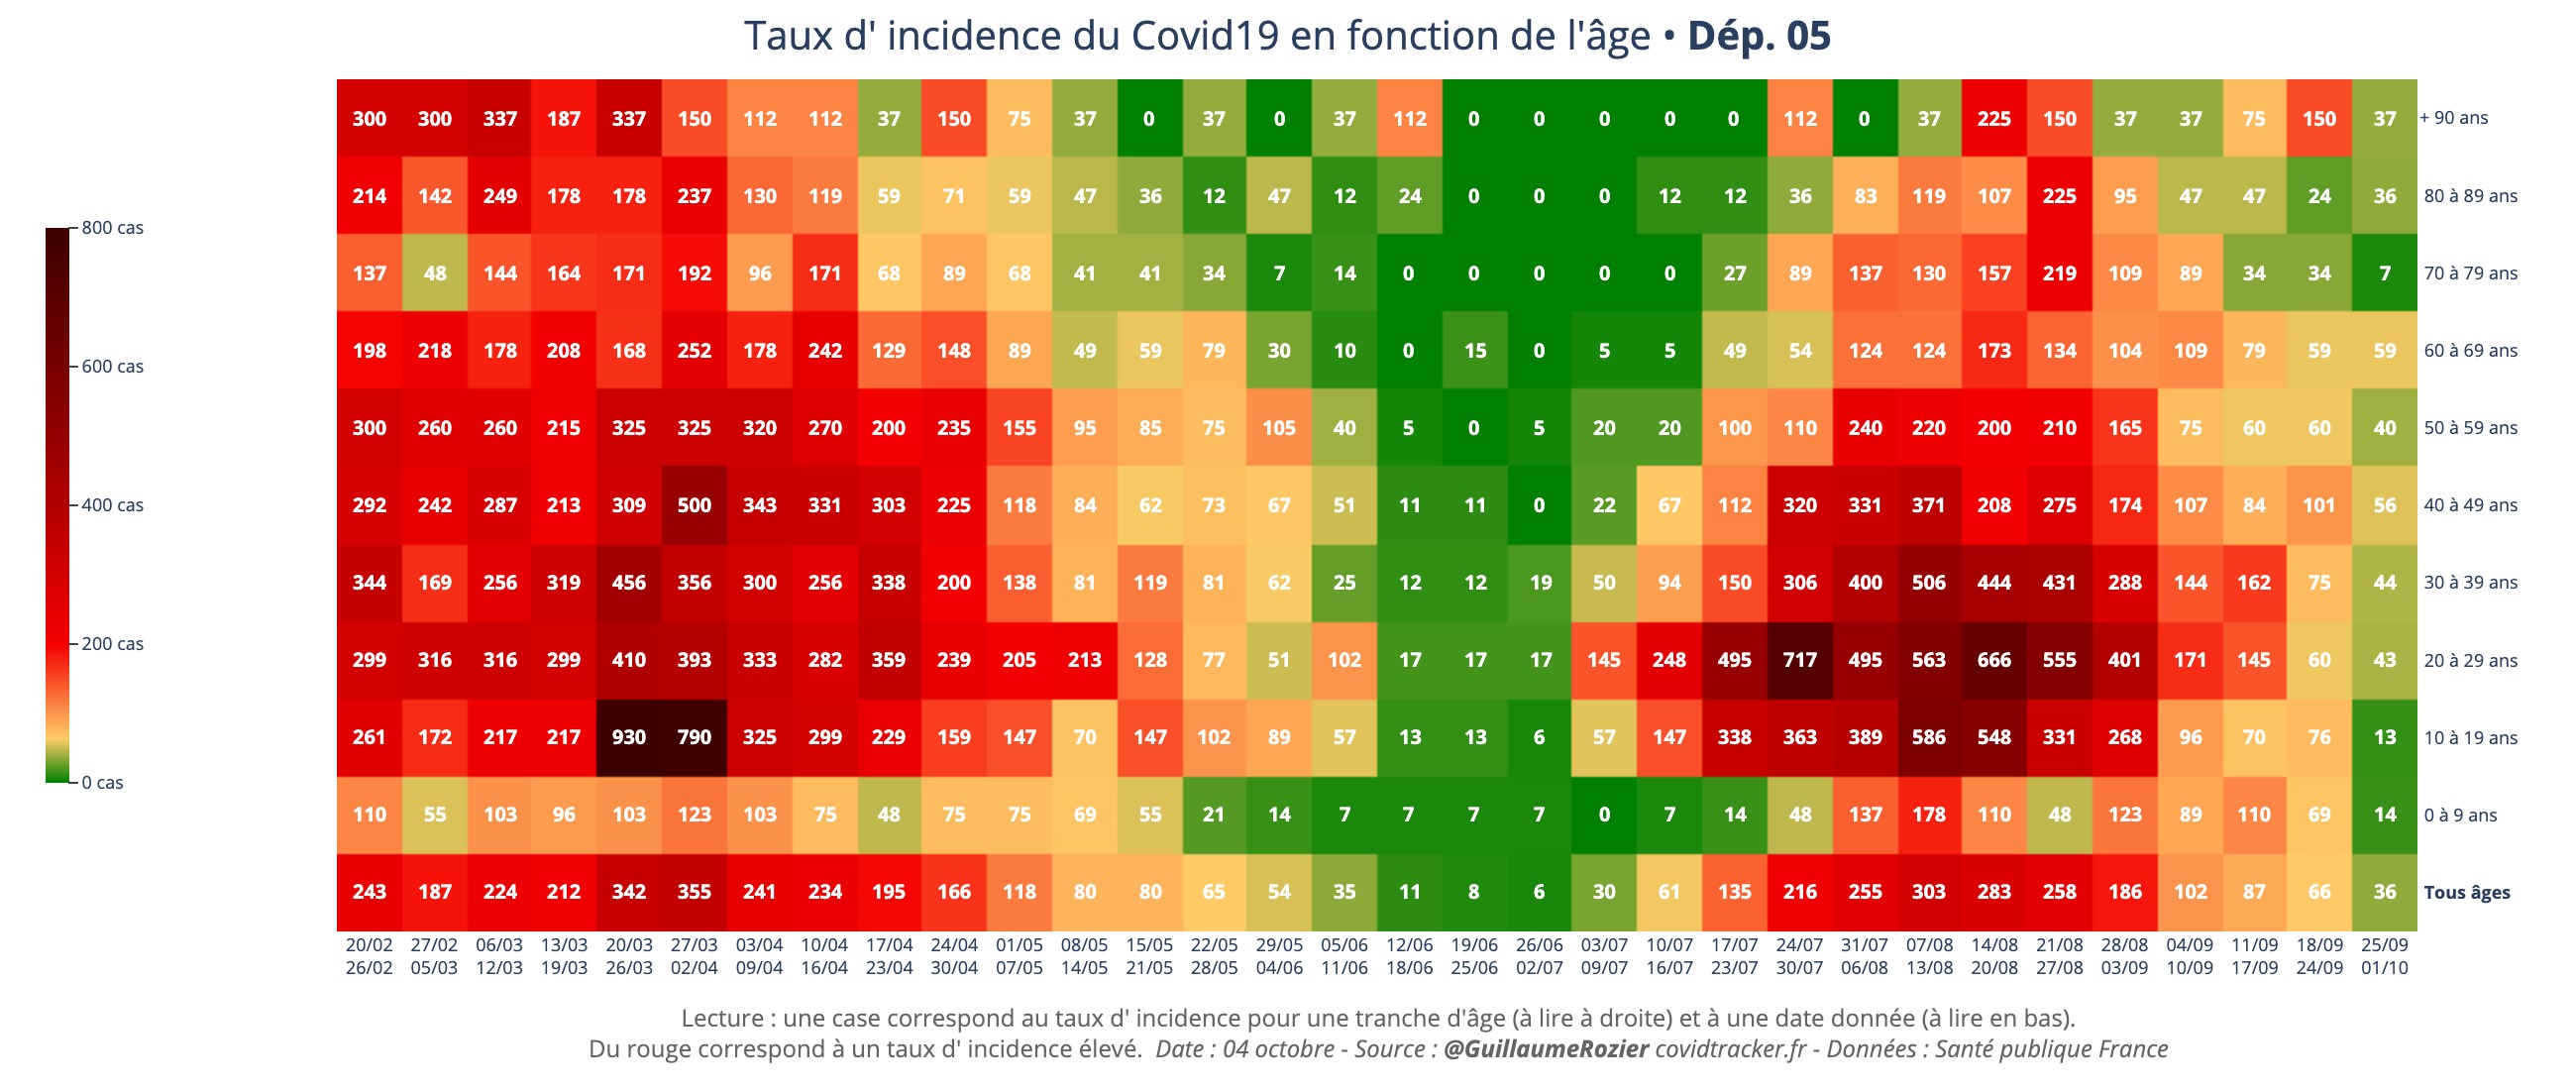 Taux d' incidence du Covid19 en fonction de l'âge • Dép. 05
300 300 337 187 337 150 112 112 37 150 75 37 0 37 0 37 112 0 0 0 0 0 112 0 37 225 150 37 37 75 150 37 + 90 ans
214 142 249 178 178 237 130 119 59 71 59 47 36 12 47 12 24 0 0 0 12 12 36 83 119 107 225 95 47 47 24 36 80 à 89 ans
800 cas
137 48 144 164 171 192 96 171 68 89 68 41 41 34 7 14 0 0 0 0 0 27 89 137 130 157 219 109 89 34 34 7 70 à 79 ans
198 218 178 208 168 252 178 242 129 148 89 49 59 79 30 10 0 15 0 5 5 49 54 124 124 173 134 104 109 79 59 59 60 à 69 ans
600 cas
300 260 260 215 325 325 320 270 200 235 155 95 85 75 105 40 5 0 5 20 20 100 110 240 220 200 210 165 75 60 60 40 50 à 59 ans
400 cas
292 242 287 213 309 500 343 331 303 225 118 84 62 73 67 51 11 11 0 22 67 112 320 331 371 208 275 174 107 84 101 56 40 à 49 ans
344 169 256 319 456 356 300 256 338 200 138 81 119 81 62 25 12 12 19 50 94 150 306 400 506 444 431 288 144 162 75 44 30 à 39 ans
200 cas
299 316 316 299 410 393 333 282 359 239 205 213 128 77 51 102 17 17 17 145 248 495 717 495 563 666 555 401 171 145 60 43 20 à 29 ans
261 172 217 217 930 790 325 299 229 159 147 70 147 102 89 57 13 13 6 57 147 338 363 389 586 548 331 268 96 70 76 13 10 à 19 ans
0 cas
110 55 103 96 103 123 103 75 48 75 75 69 55 21 14 7 7 7 7 0 7 14 48 137 178 110 48 123 89 110 69 14 0 à 9 ans
243 187 224 212 342 355 241 234 195 166 118 80 80 65 54 35 11 8 6 30 61 135 216 255 303 283 258 186 102 87 66 36 Tous âges
20/02 27/02 06/03 13/03 20/03 27/03 03/04 10/04 17/04 24/04 01/05 08/05 15/05 22/05 29/05 05/06 12/06 19/06 26/06 03/07 10/07 17/07 24/07 31/07 07/08 14/08 21/08 28/08 04/09 11/09 18/09 25/09
26/02 05/03 12/03 19/03 26/03 02/04 09/04 16/04 23/04 30/04 07/05 14/05 21/05 28/05 04/06 11/06 18/06 25/06 02/07 09/07 16/07 23/07 30/07 06/08 13/08 20/08 27/08 03/09 10/09 17/09 24/09 01/10
Lecture : une case correspond au taux d' incidence pour une tranche d'âge (à lire à droite) et à une date donnée (à lire en bas).
Du rouge correspond à un taux d' incidence élevé. Date : 04 octobre - Source : @GuillaumeRozier covidtracker.fr - Données : Santé publique France